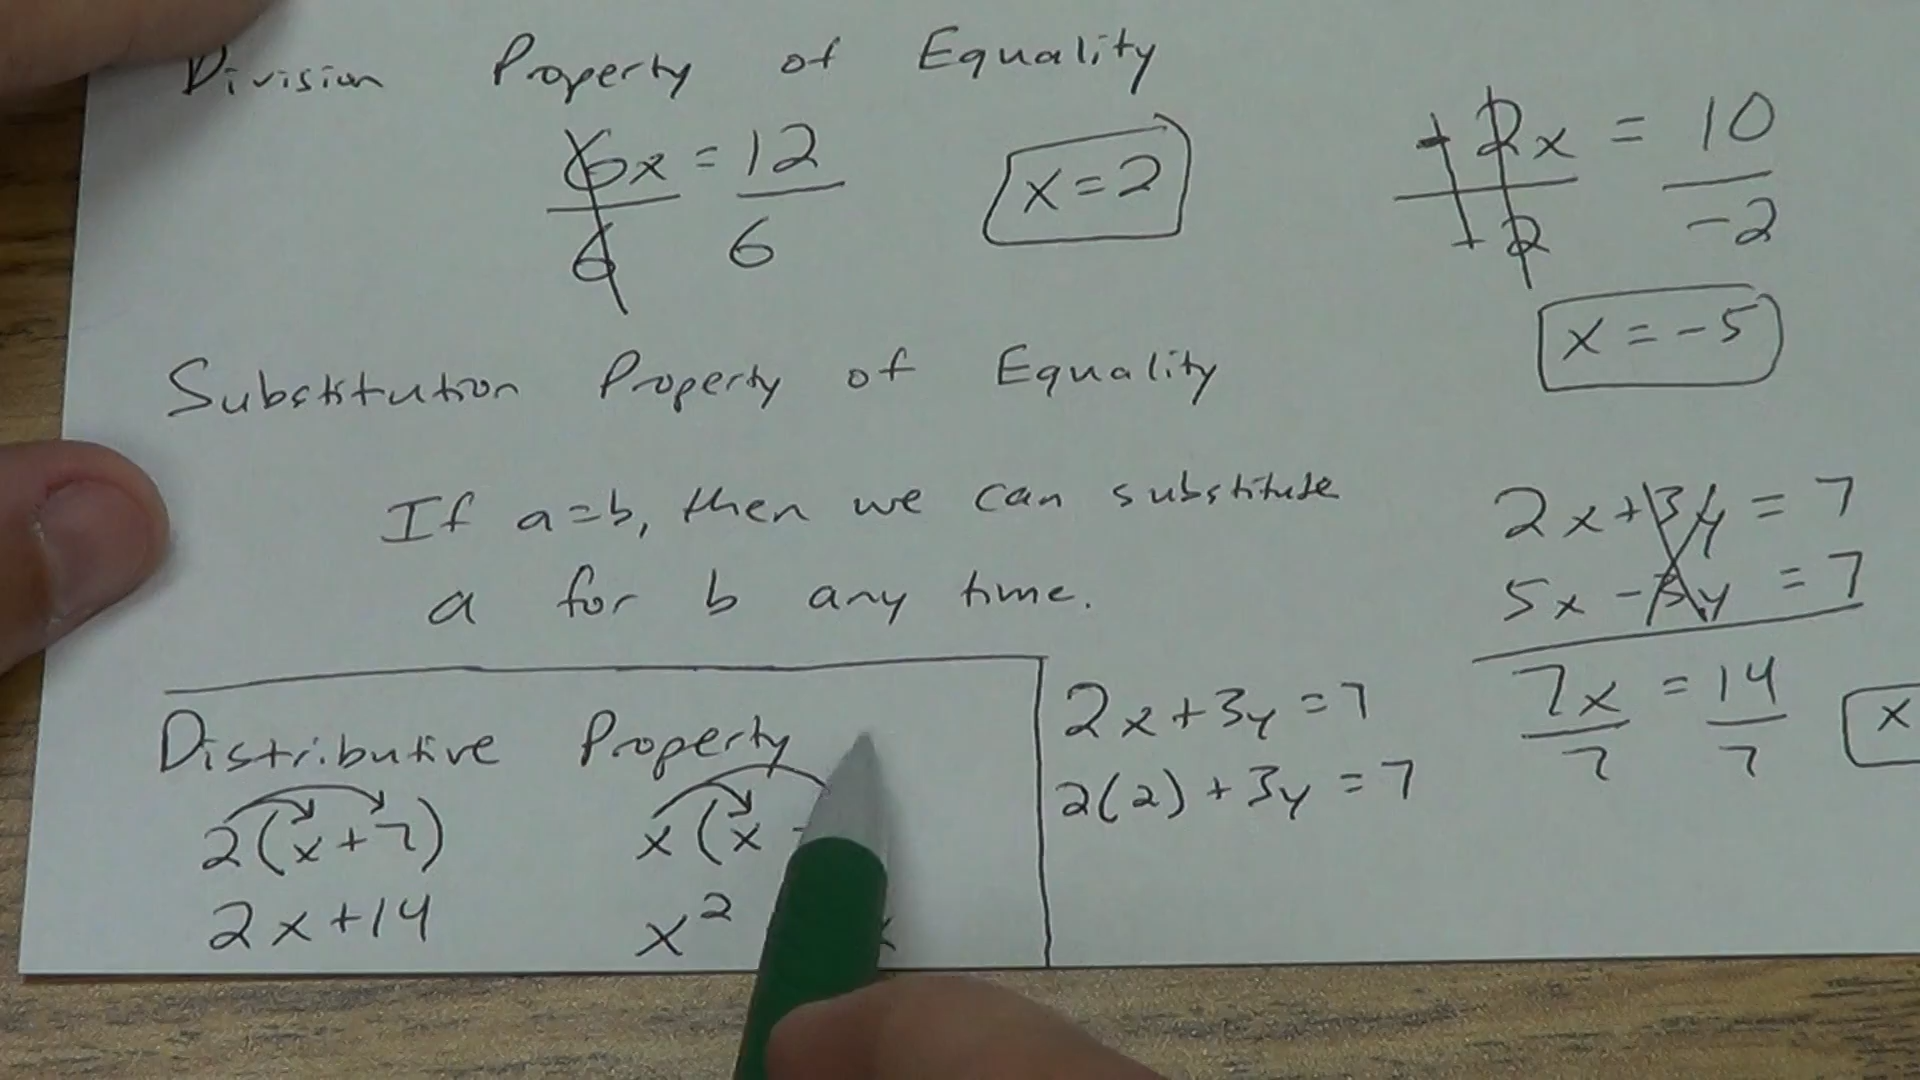 Division Property of Equality
6x = 12
6 6
x = 2
-2x = 10
-2 -2
x = -5
Substitution Property of Equality
If a=b, then we can substitute
a for b any time.
2x+3y = 7
5x-3y = 7
7x = 14
7 7
x
2x+3y = 7
2(2) + 3y = 7
Distributive Property
2(x+7)
2x+14
x(x
x²